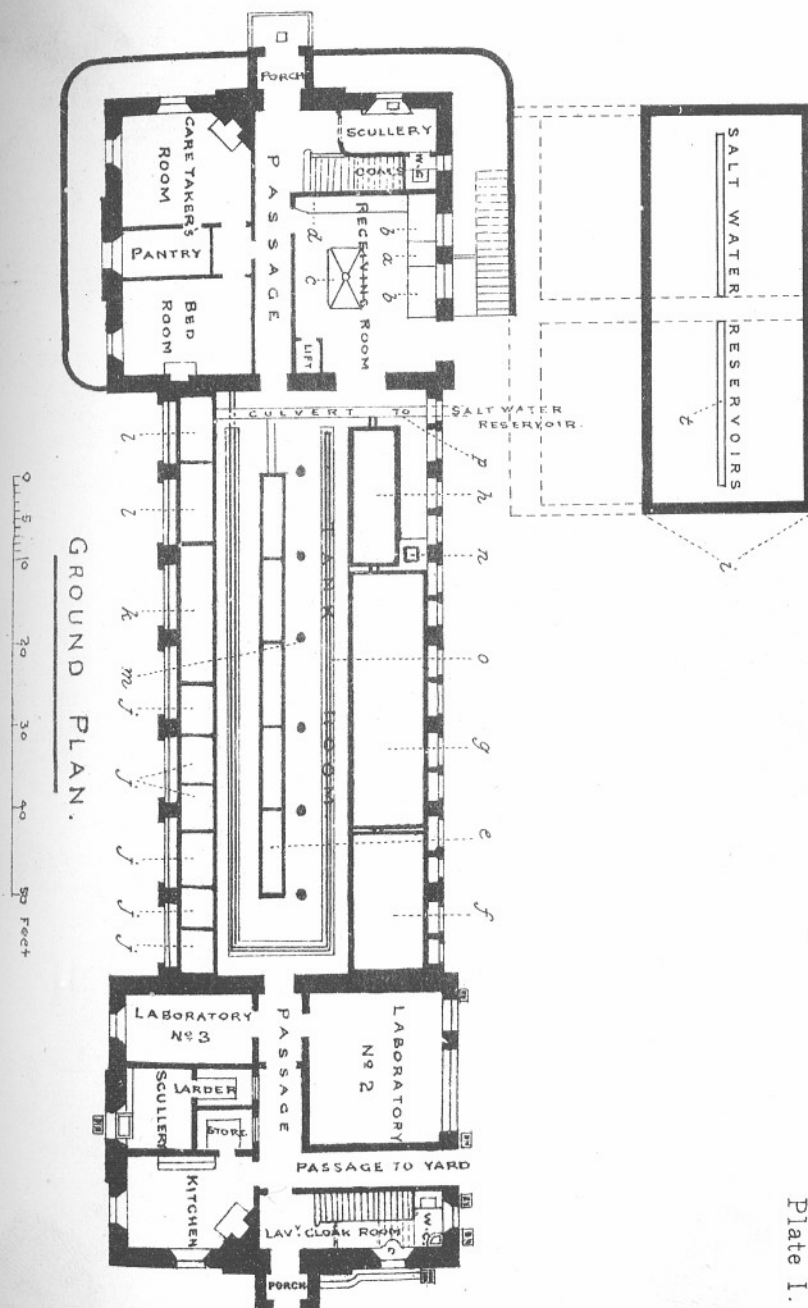 Plate 1.
SALT WATER RESERVOIRS
z
z
PORCH
SCULLERY
W.C
COALS
PASSAGE
CARETAKER'S
ROOM
PANTRY
BED
ROOM
RECEIVING ROOM
b
a
b
d
c
LIFT
CULVERT TO SALT WATER
RESERVOIR.
TANK ROOM
p
h
n
o
g
e
f
l
l
k
m
j.
j.
j.
j.
j.
LABORATORY
Nº 3
PASSAGE
LABORATORY
Nº 2
LARDER
SCULLERY
STORE
PASSAGE TO YARD
KITCHEN
LAVY CLOAK ROOM
W.C
PORCH
GROUND PLAN.
0 5 10 20 30 40 50 Feet